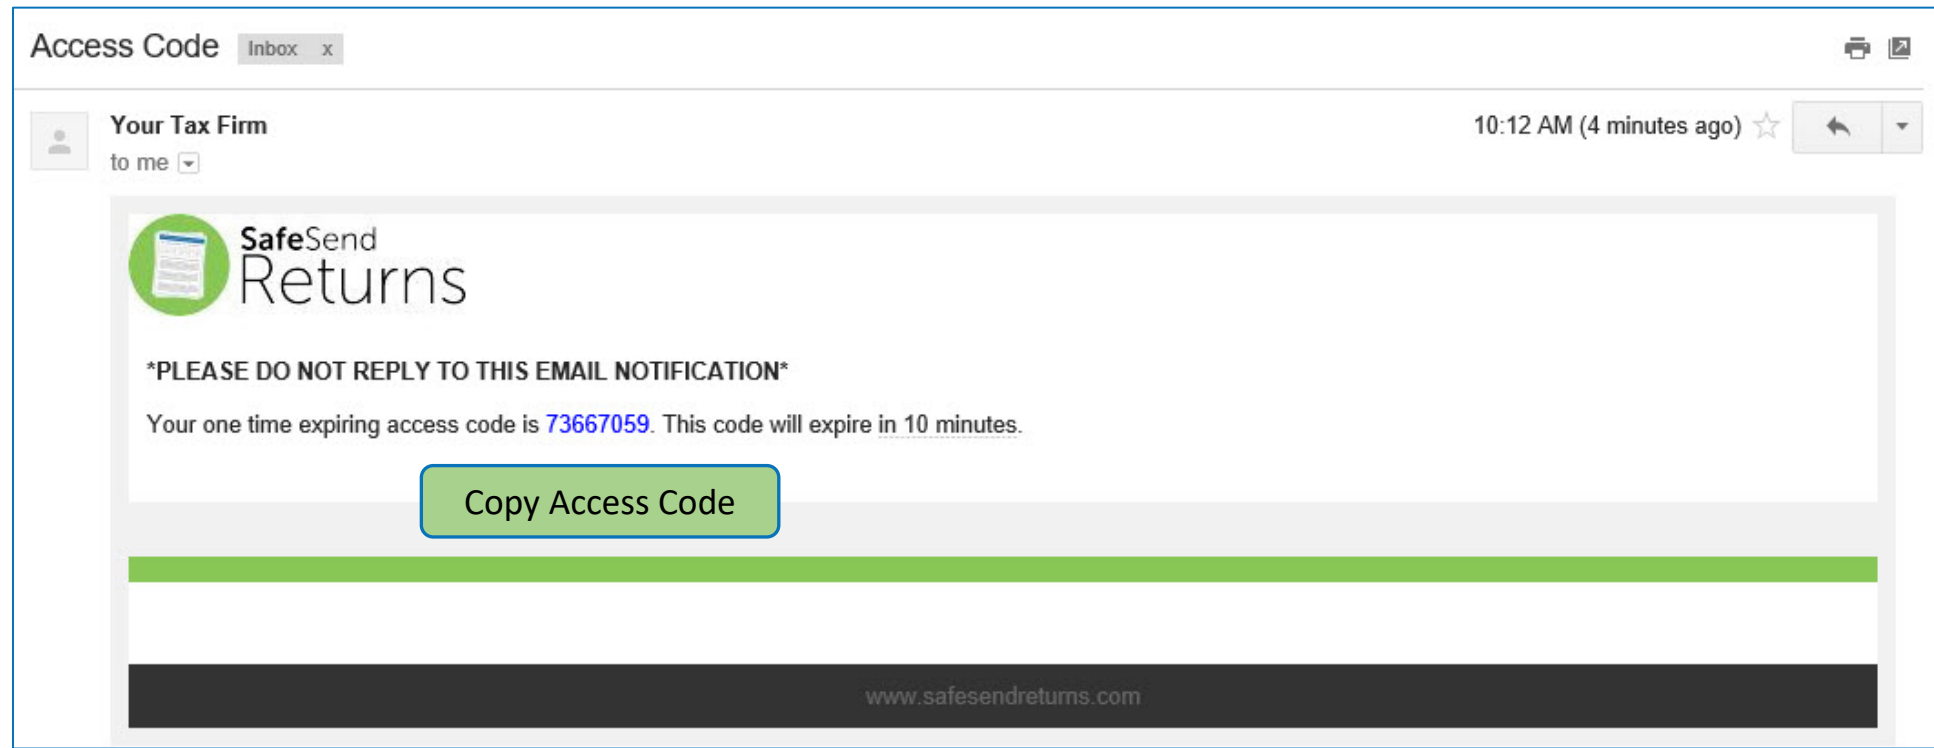 Access Code Inbox x
Your Tax Firm 10:12 AM (4 minutes ago)
to me
SafeSend
Returns
*PLEASE DO NOT REPLY TO THIS EMAIL NOTIFICATION*
Your one time expiring access code is 73667059. This code will expire in 10 minutes.
Copy Access Code
www.safesendreturns.com